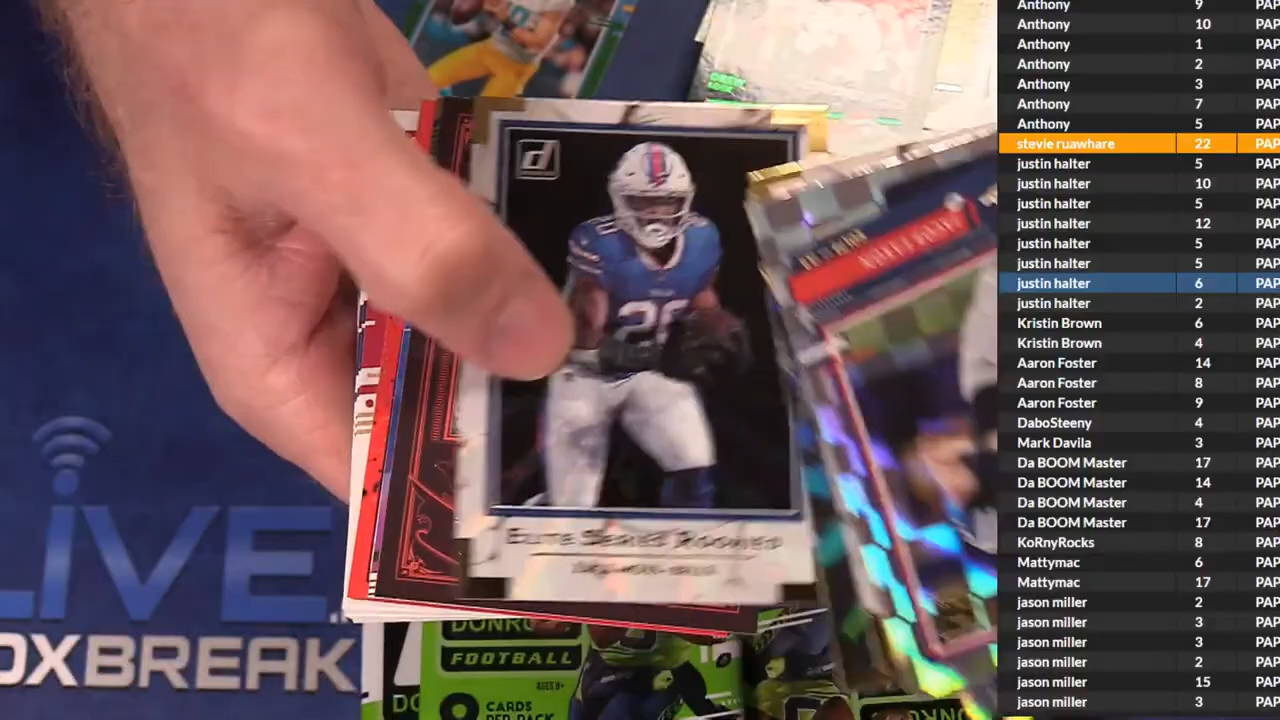 Anthony 9 PAP
Anthony 10 PAP
Anthony 1 PAP
Anthony 2 PAP
Anthony 3 PAP
Anthony 7 PAP
Anthony 5 PAP
stevie ruawhare 22 PAP
justin halter 5 PAP
justin halter 10 PAP
justin halter 5 PAP
justin halter 12 PAP
justin halter 5 PAP
justin halter 5 PAP
justin halter 6 PAP
justin halter 2 PAP
Kristin Brown 6 PAP
Kristin Brown 4 PAP
Aaron Foster 14 PAP
Aaron Foster 8 PAP
Aaron Foster 9 PAP
DaboSteeny 4 PAP
Mark Davila 3 PAP
Da BOOM Master 17 PAP
Da BOOM Master 14 PAP
Da BOOM Master 4 PAP
Da BOOM Master 17 PAP
KoRnyRocks 8 PAP
Mattymac 6 PAP
Mattymac 17 PAP
jason miller 2 PAP
jason miller 3 PAP
jason miller 3 PAP
jason miller 2 PAP
jason miller 15 PAP
jason miller 3 PAP
d
20
Elite Series Rookies
LIVE
OXBREAK
DONRU
FOOTBALL
AGES 8+
8 CARDS
PER PACK
DO